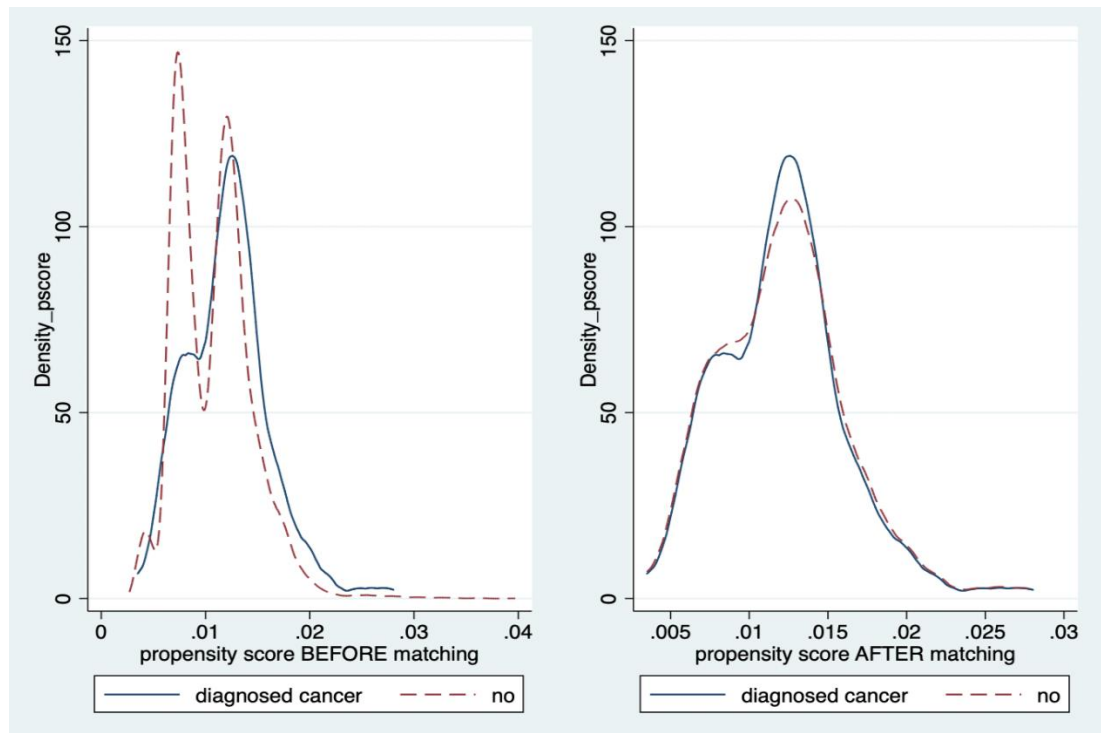 150
100
50
0
Density_pscore
0 .01 .02 .03 .04
propensity score BEFORE matching
diagnosed cancer no
150
100
50
0
Density_pscore
.005 .01 .015 .02 .025 .03
propensity score AFTER matching
diagnosed cancer no